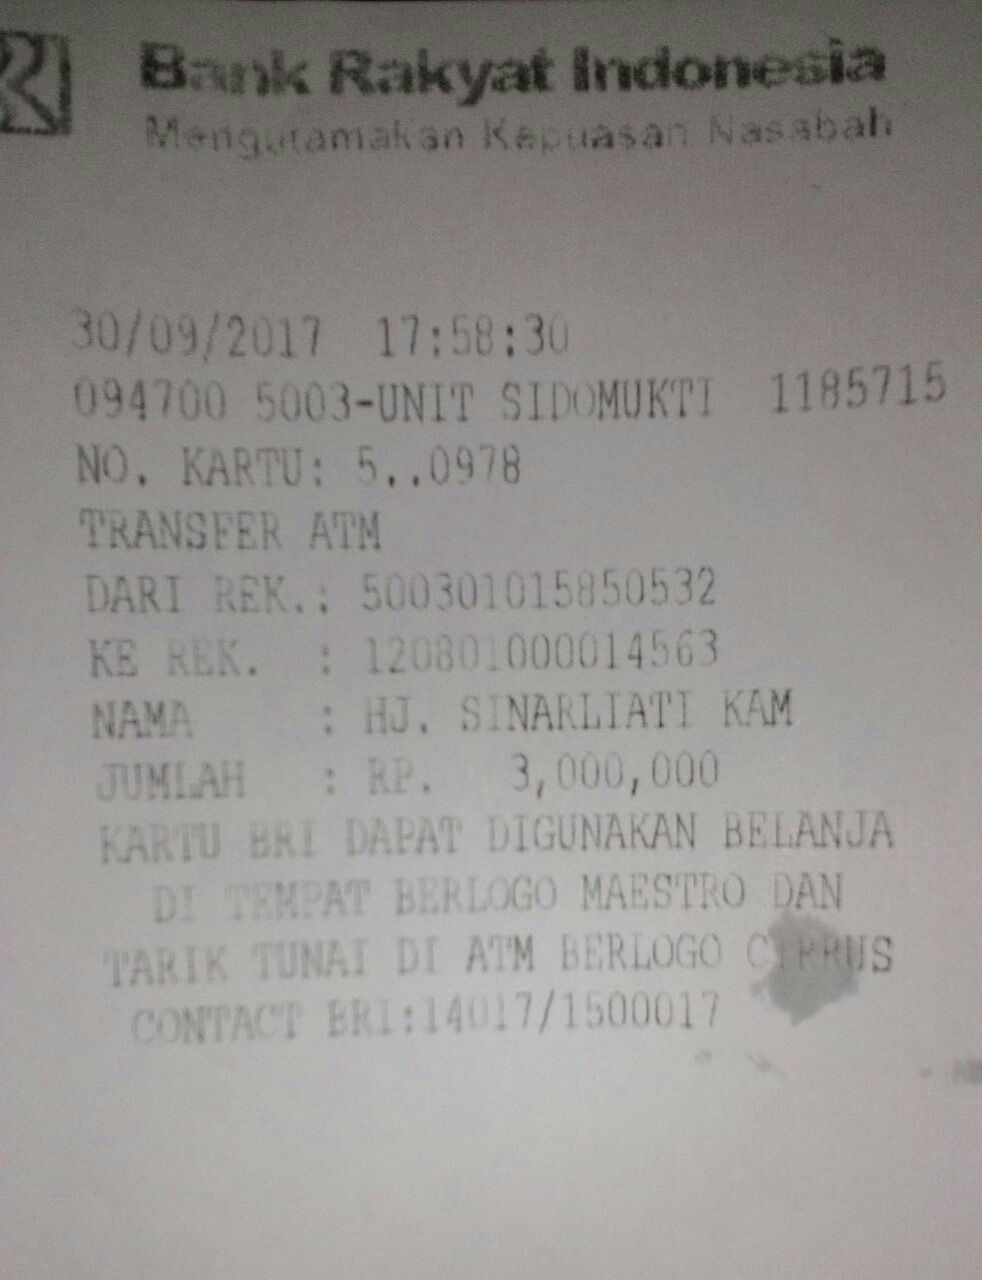 Bank Rakyat Indonesia
Mengutamakan Kepuasan Nasabah
30/09/2017 17:58:30
094700 5003-UNIT SIDOMUKTI 1185715
NO. KARTU: 5..0978
TRANSFER ATM
DARI REK.: 500301015850532
KE REK. : 120801000014563
NAMA : HJ. SINARLIATI KAM
JUMLAH : RP. 3,000,000
KARTU BRI DAPAT DIGUNAKAN BELANJA
DI TEMPAT BERLOGO MAESTRO DAN
TARIK TUNAI DI ATM BERLOGO CIRRUS
CONTACT BRI:14017/1500017